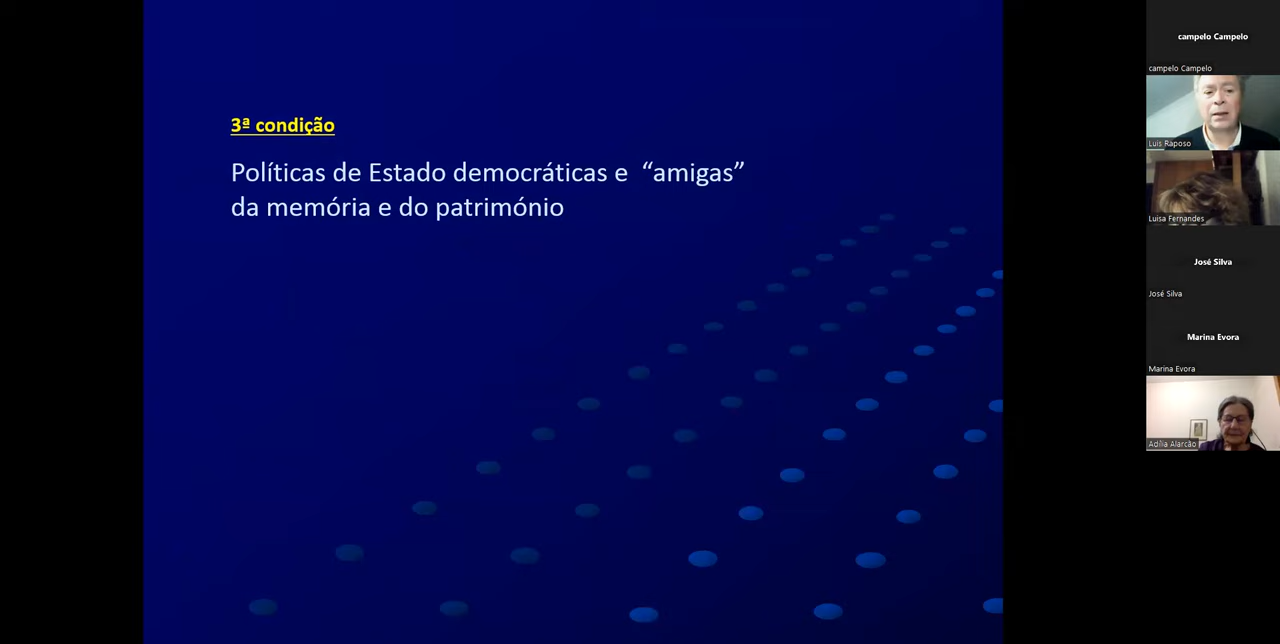 3ª condição
Políticas de Estado democráticas e “amigas”
da memória e do património
campelo Campelo
campelo Campelo
Luis Raposo
Luisa Fernandes
José Silva
José Silva
Marina Evora
Marina Evora
Adília Alarcão